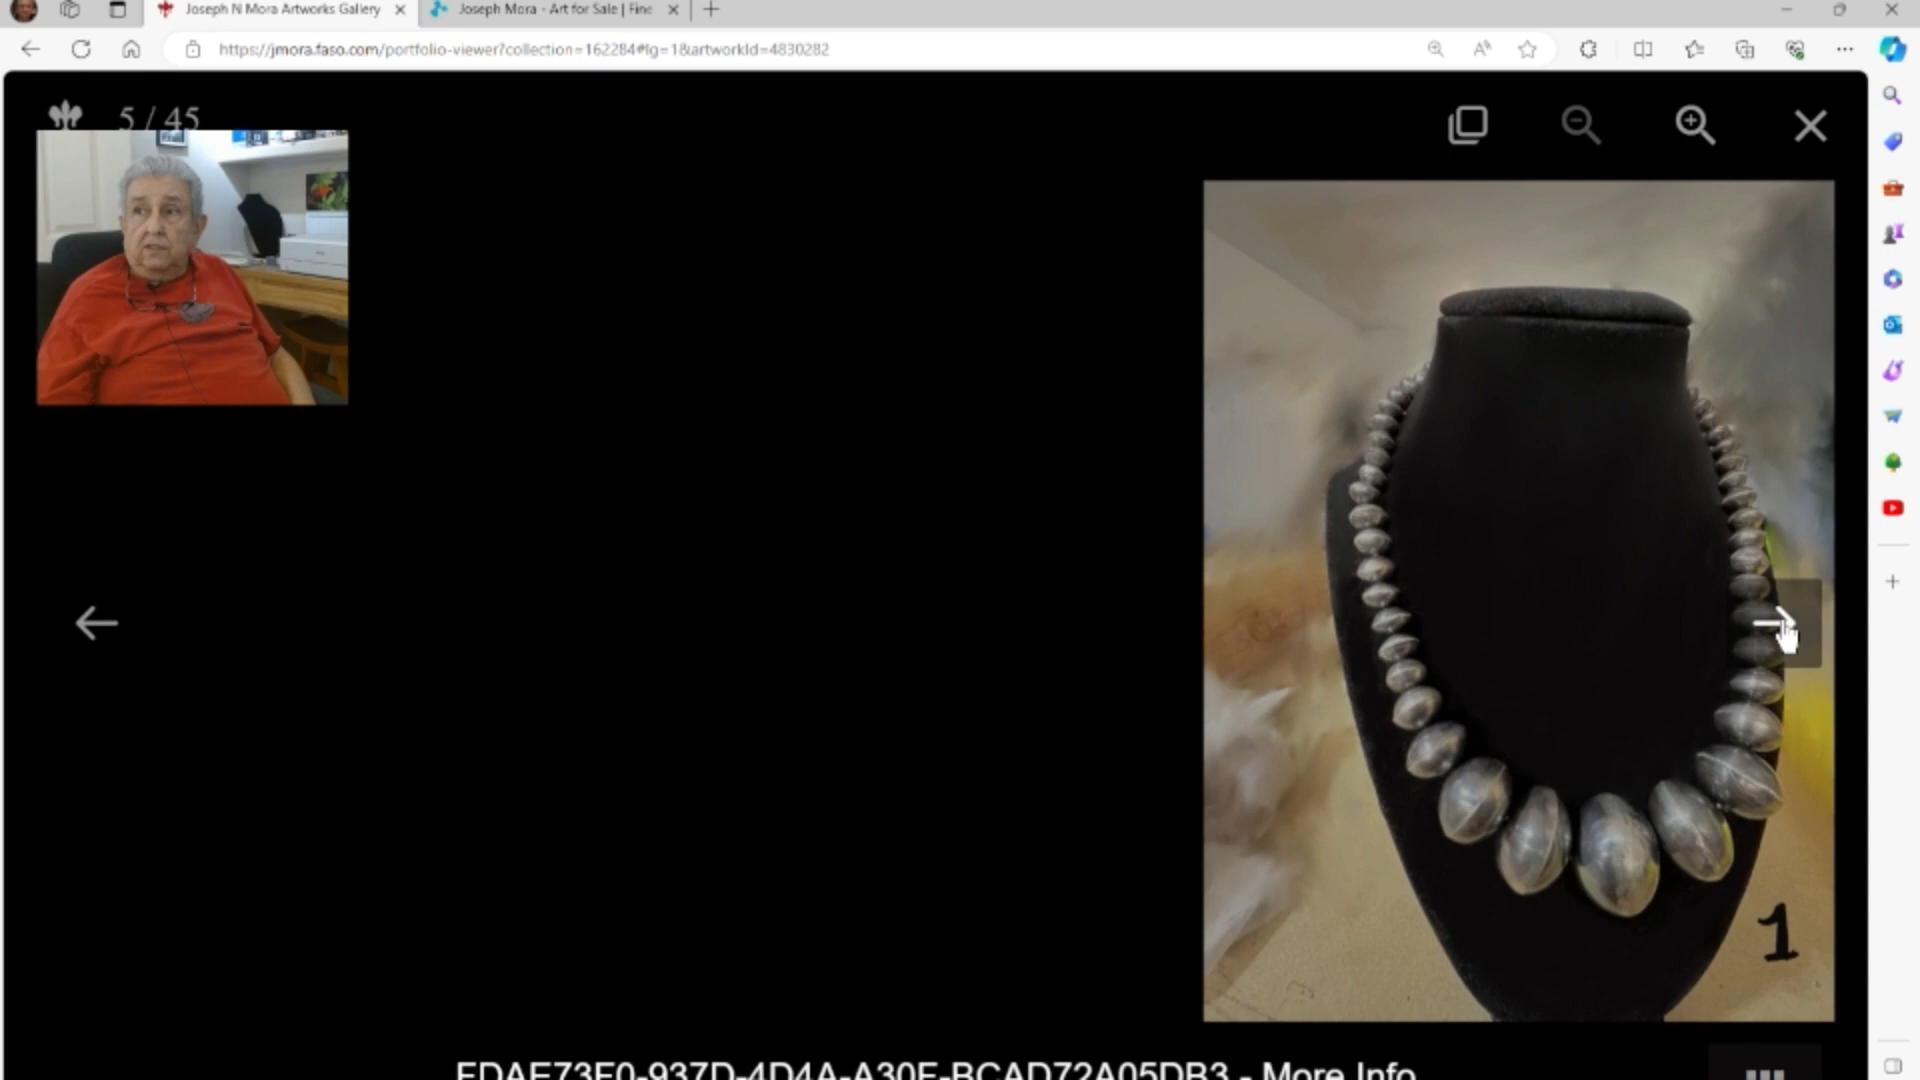 Joseph N Mora Artworks Gallery
Joseph Mora - Art for Sale | Fine
https://jmora.faso.com/portfolio-viewer?collection=162284#lg=1&artworkId=4830282
5 / 45
1
FDAE73F0-937D-4D4A-A30F-BCAD72A05DB3 - More Info